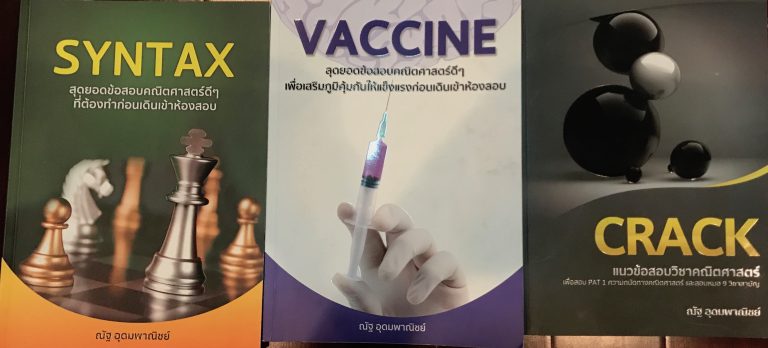 SYNTAX
สุดยอดข้อสอบคณิตศาสตร์ดีๆ
ที่ต้องทำก่อนเดินเข้าห้องสอบ
ณัฐ อุดมพาณิชย์
VACCINE
สุดยอดข้อสอบคณิตศาสตร์ดีๆ
เพื่อเสริมภูมิคุ้มกันให้แข็งแรงก่อนเดินเข้าห้องสอบ
ณัฐ อุดมพาณิชย์
CRACK
แนวข้อสอบวิชาคณิตศาสตร์
เพื่อสอบ PAT 1 ความถนัดทางคณิตศาสตร์ และสอบเหมือ 9 วิชาสามัญ
ณัฐ อุดมพาณิชย์